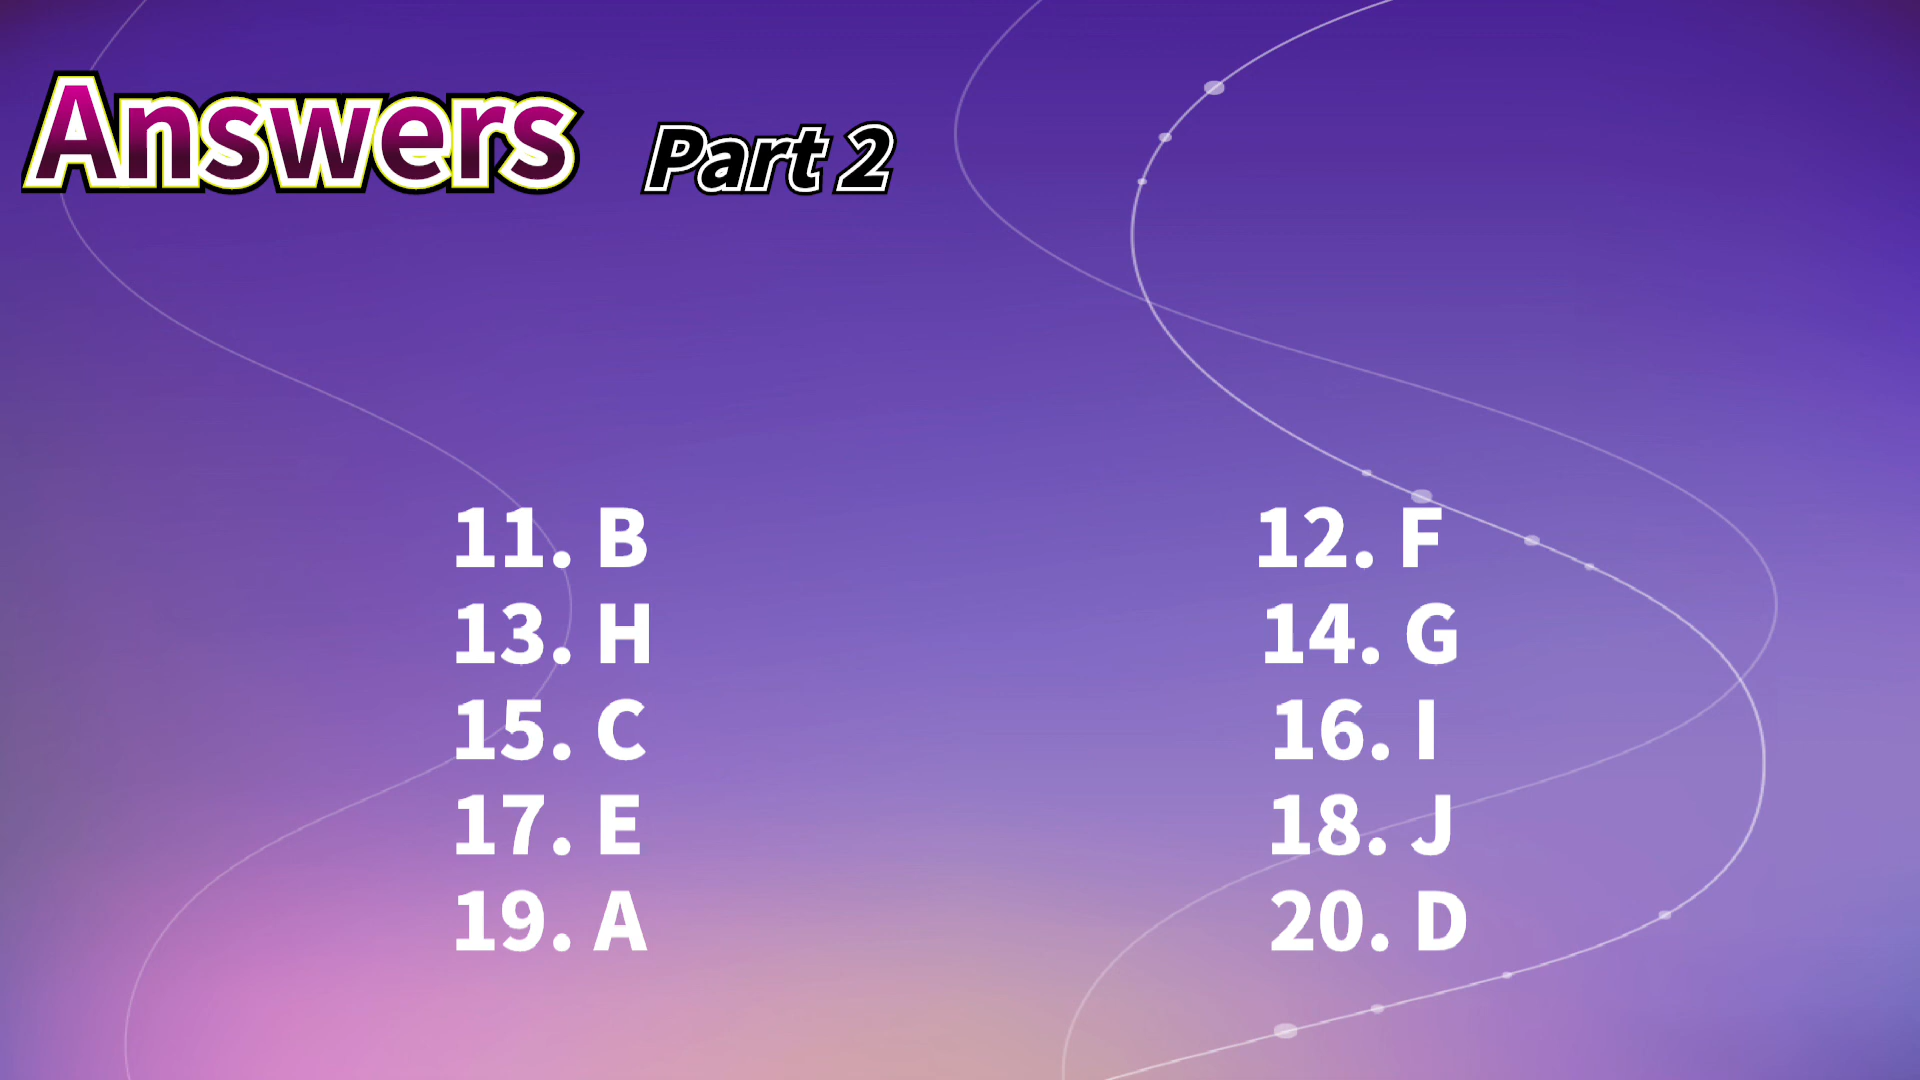 Answers Part 2
11. B 12. F
13. H 14. G
15. C 16. I
17. E 18. J
19. A 20. D